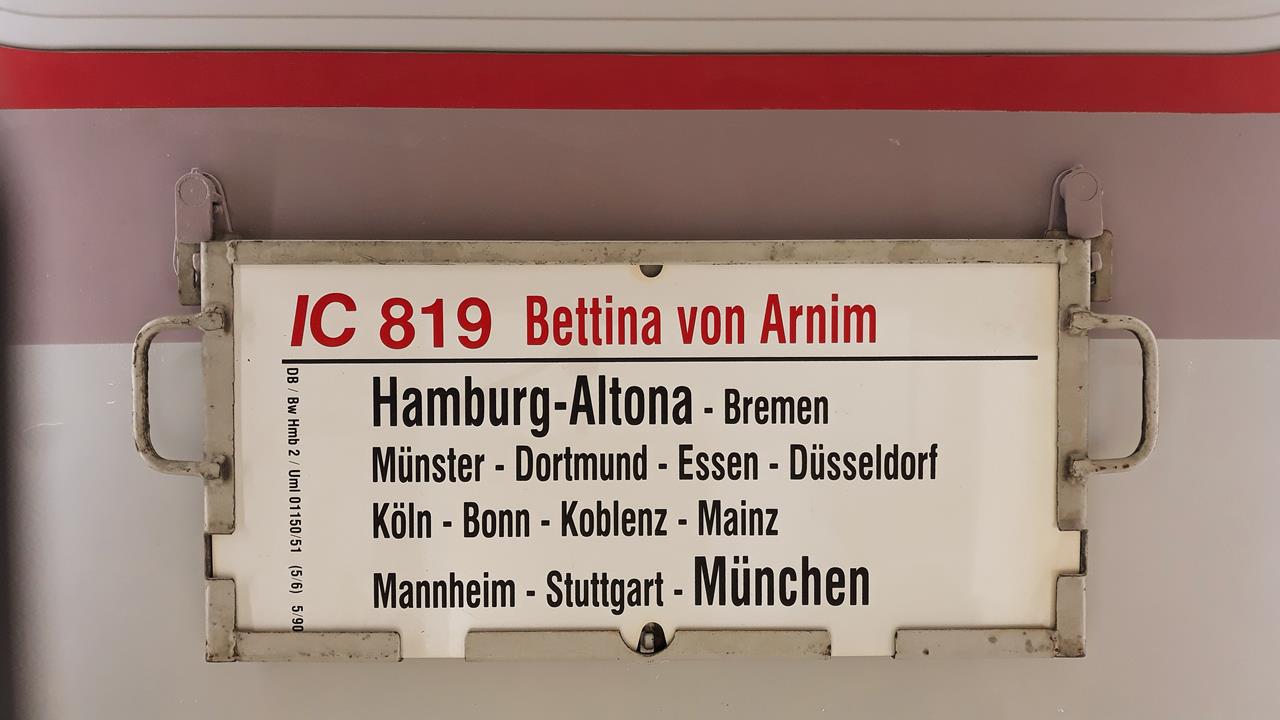 IC 819 Bettina von Arnim
Hamburg-Altona - Bremen
Münster - Dortmund - Essen - Düsseldorf
Köln - Bonn - Koblenz - Mainz
Mannheim - Stuttgart - München
DB / Bw Hmb 2 / Uml 01150/51 (5/6) 5/90